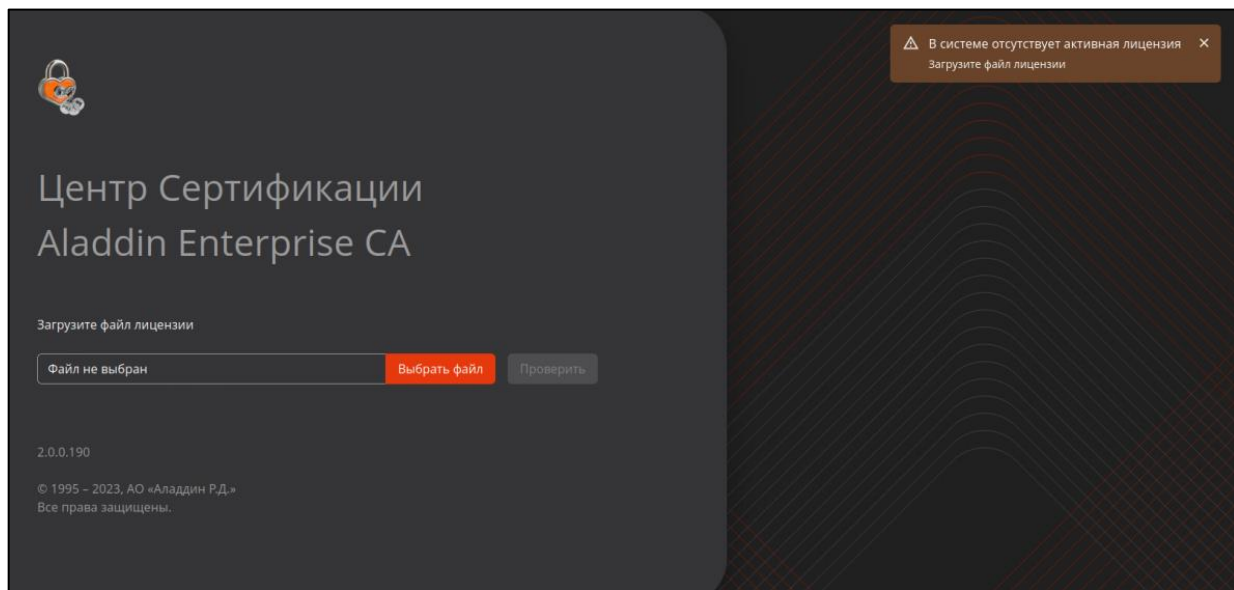 В системе отсутствует активная лицензия
Загрузите файл лицензии
Центр Сертификации
Aladdin Enterprise CA
Загрузите файл лицензии
Файл не выбран
Выбрать файл
Проверить
2.0.0.190
© 1995 – 2023, АО «Аладдин Р.Д.»
Все права защищены.